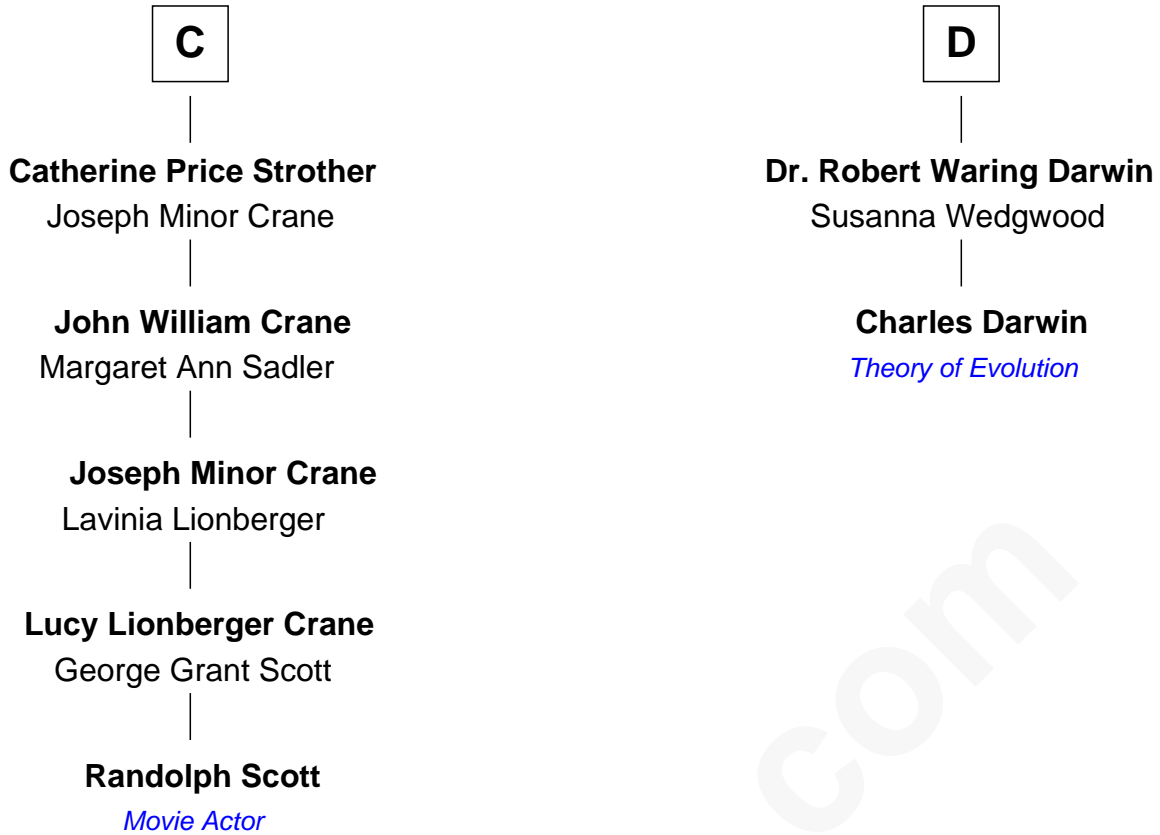 C
Catherine Price Strother
Joseph Minor Crane
John William Crane
Margaret Ann Sadler
Joseph Minor Crane
Lavinia Lionberger
Lucy Lionberger Crane
George Grant Scott
Randolph Scott
Movie Actor
D
Dr. Robert Waring Darwin
Susanna Wedgwood
Charles Darwin
Theory of Evolution
com